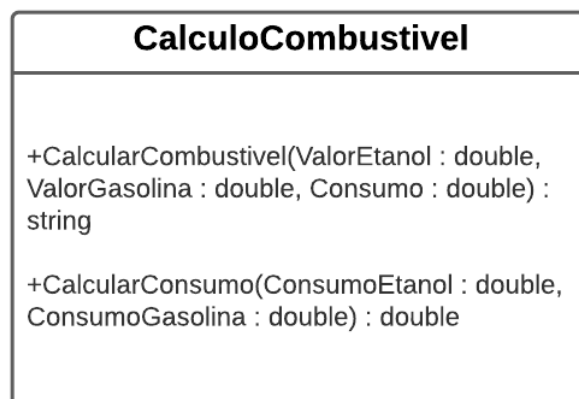 CalculoCombustivel
+CalcularCombustivel(ValorEtanol : double,
ValorGasolina : double, Consumo : double) :
string
+CalcularConsumo(ConsumoEtanol : double,
ConsumoGasolina : double) : double